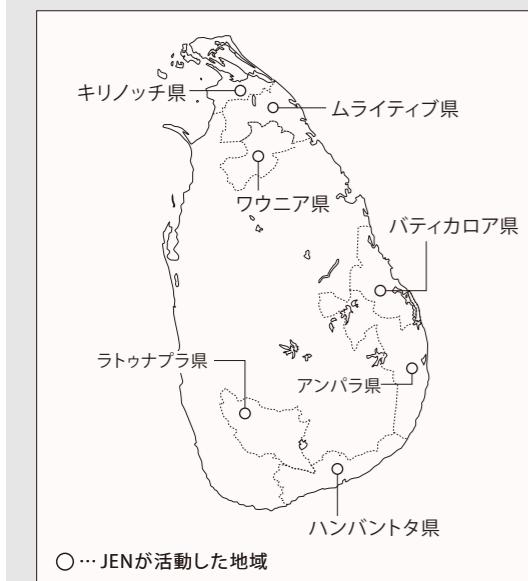 キリノッチ県
ムライティブ県
ワウニア県
バティカロア県
ラトゥナプラ県
アンパラ県
ハンバントタ県
○… JENが活動した地域